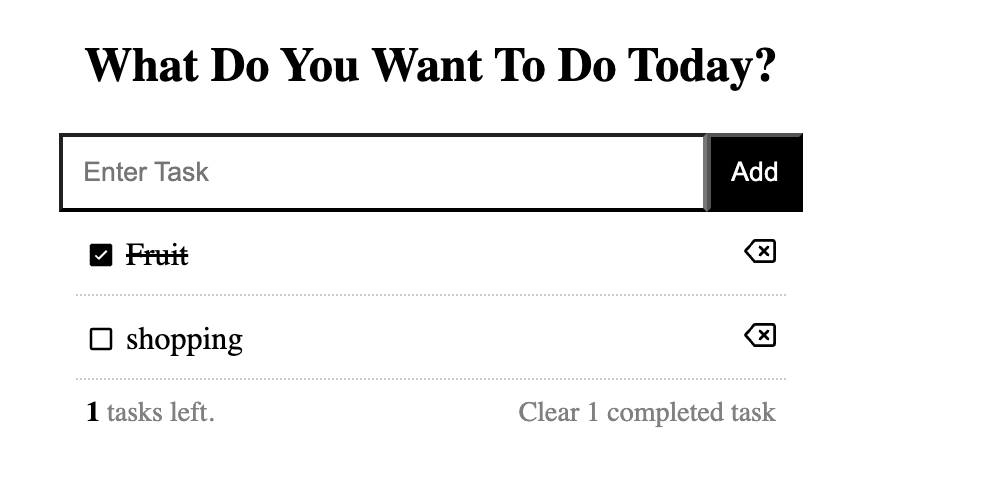 What Do You Want To Do Today?
Enter Task Add
Fruit
shopping
1 tasks left. Clear 1 completed task